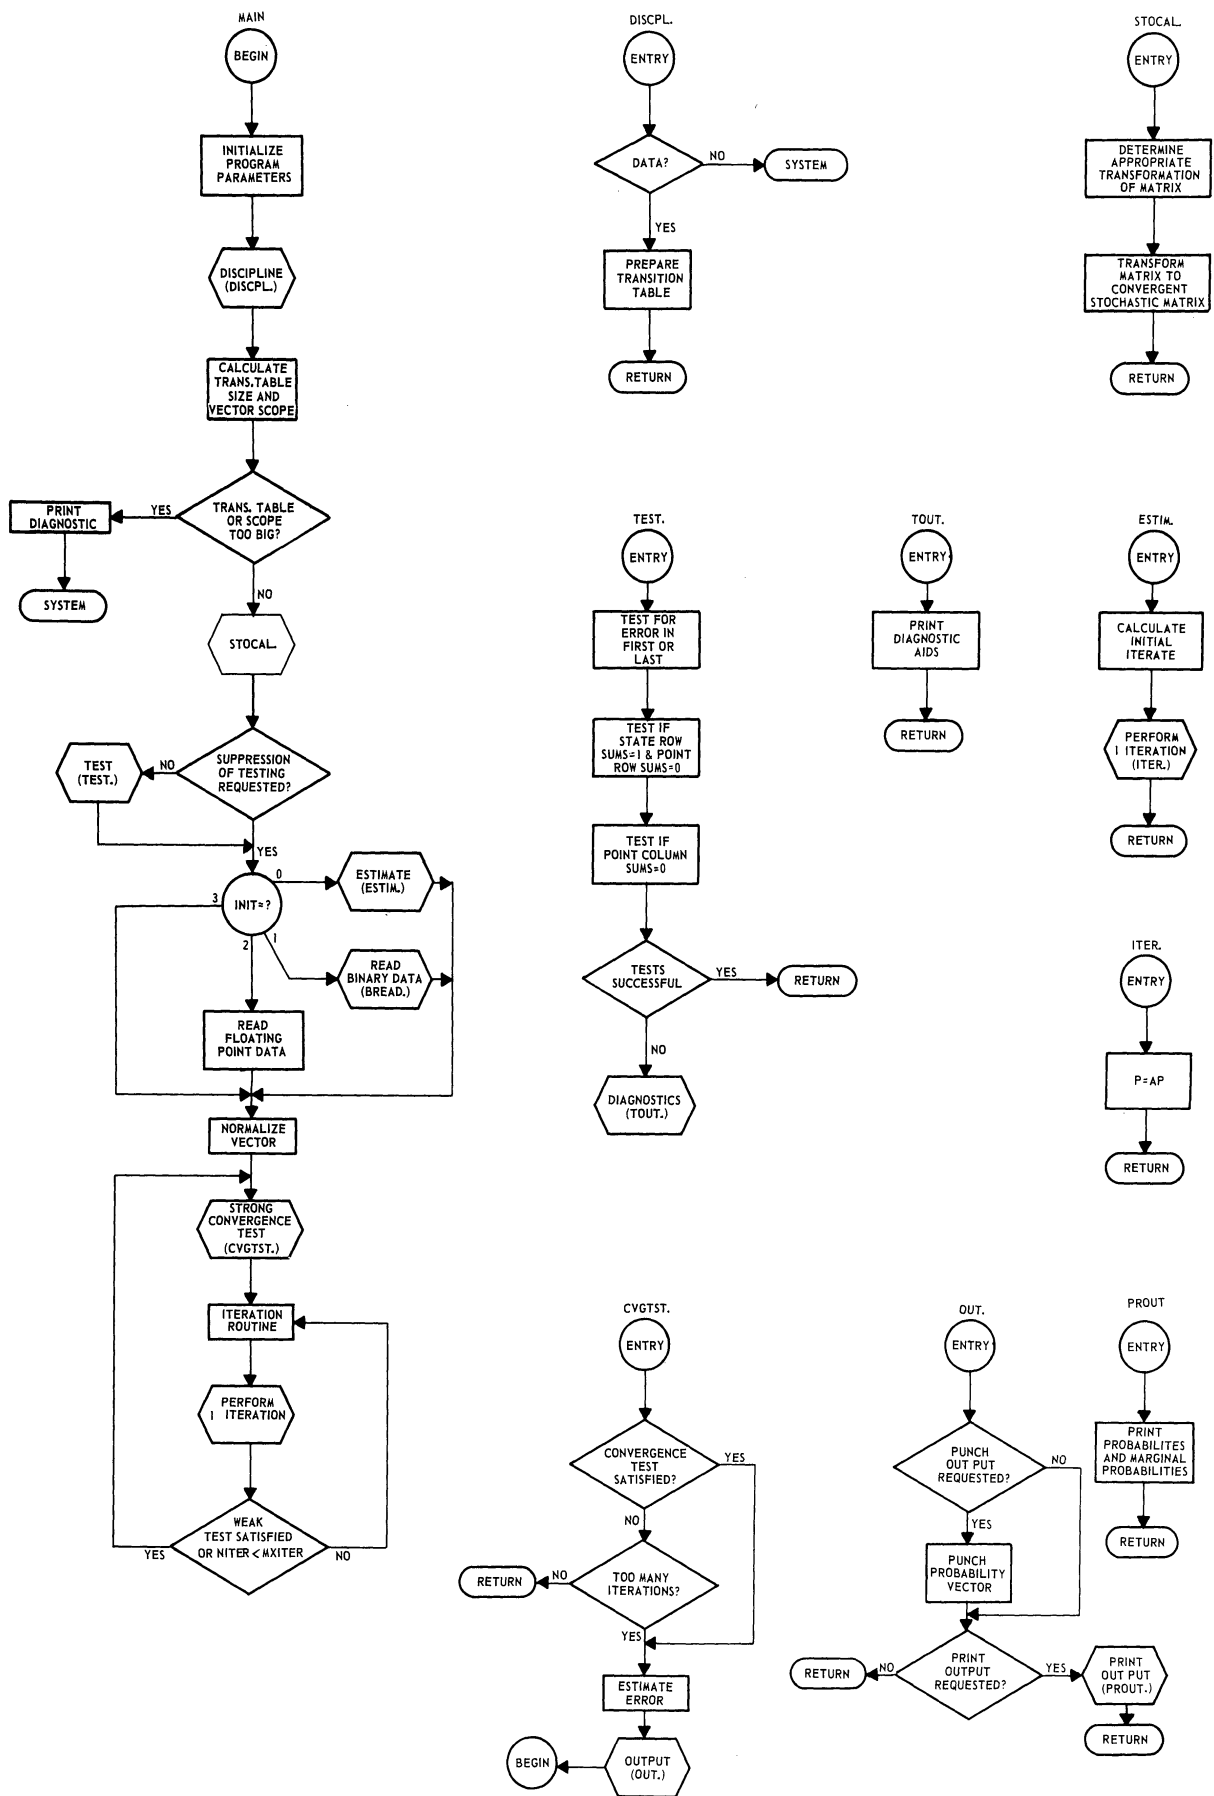 MAIN
BEGIN
INITIALIZE
PROGRAM
PARAMETERS
DISCIPLINE
(DISCPL.)
CALCULATE
TRANS. TABLE
SIZE AND
VECTOR SCOPE
TRANS. TABLE
OR SCOPE
TOO BIG?
YES
PRINT
DIAGNOSTIC
SYSTEM
NO
STOCAL.
SUPPRESSION
OF TESTING
REQUESTED?
NO
TEST
(TEST.)
YES
INIT=?
0
ESTIMATE
(ESTIM.)
3
2
1
READ
BINARY DATA
(BREAD.)
READ
FLOATING
POINT DATA
NORMALIZE
VECTOR
STRONG
CONVERGENCE
TEST
(CVGTST.)
ITERATION
ROUTINE
PERFORM
1 ITERATION
WEAK
TEST SATISFIED
OR NITER < MXITER
YES
NO
DISCPL.
ENTRY
DATA?
NO
SYSTEM
YES
PREPARE
TRANSITION
TABLE
RETURN
STOCAL.
ENTRY
DETERMINE
APPROPRIATE
TRANSFORMATION
OF MATRIX
TRANSFORM
MATRIX TO
CONVERGENT
STOCHASTIC MATRIX
RETURN
TEST.
ENTRY
TEST FOR
ERROR IN
FIRST OR
LAST
TEST IF
STATE ROW
SUMS=1 & POINT
ROW SUMS=0
TEST IF
POINT COLUMN
SUMS=0
TESTS
SUCCESSFUL
YES
RETURN
NO
DIAGNOSTICS
(TOUT.)
TOUT.
ENTRY
PRINT
DIAGNOSTIC
AIDS
RETURN
ESTIM.
ENTRY
CALCULATE
INITIAL
ITERATE
PERFORM
1 ITERATION
(ITER.)
RETURN
ITER.
ENTRY
P=AP
RETURN
CVGTST.
ENTRY
CONVERGENCE
TEST
SATISFIED?
YES
NO
TOO MANY
ITERATIONS?
NO
RETURN
YES
ESTIMATE
ERROR
OUTPUT
(OUT.)
BEGIN
OUT.
ENTRY
PUNCH
OUT PUT
REQUESTED?
NO
YES
PUNCH
PROBABILITY
VECTOR
PRINT
OUTPUT
REQUESTED?
NO
RETURN
YES
PRINT
OUT PUT
(PROUT.)
RETURN
PROUT
ENTRY
PRINT
PROBABILITES
AND MARGINAL
PROBABILITIES
RETURN